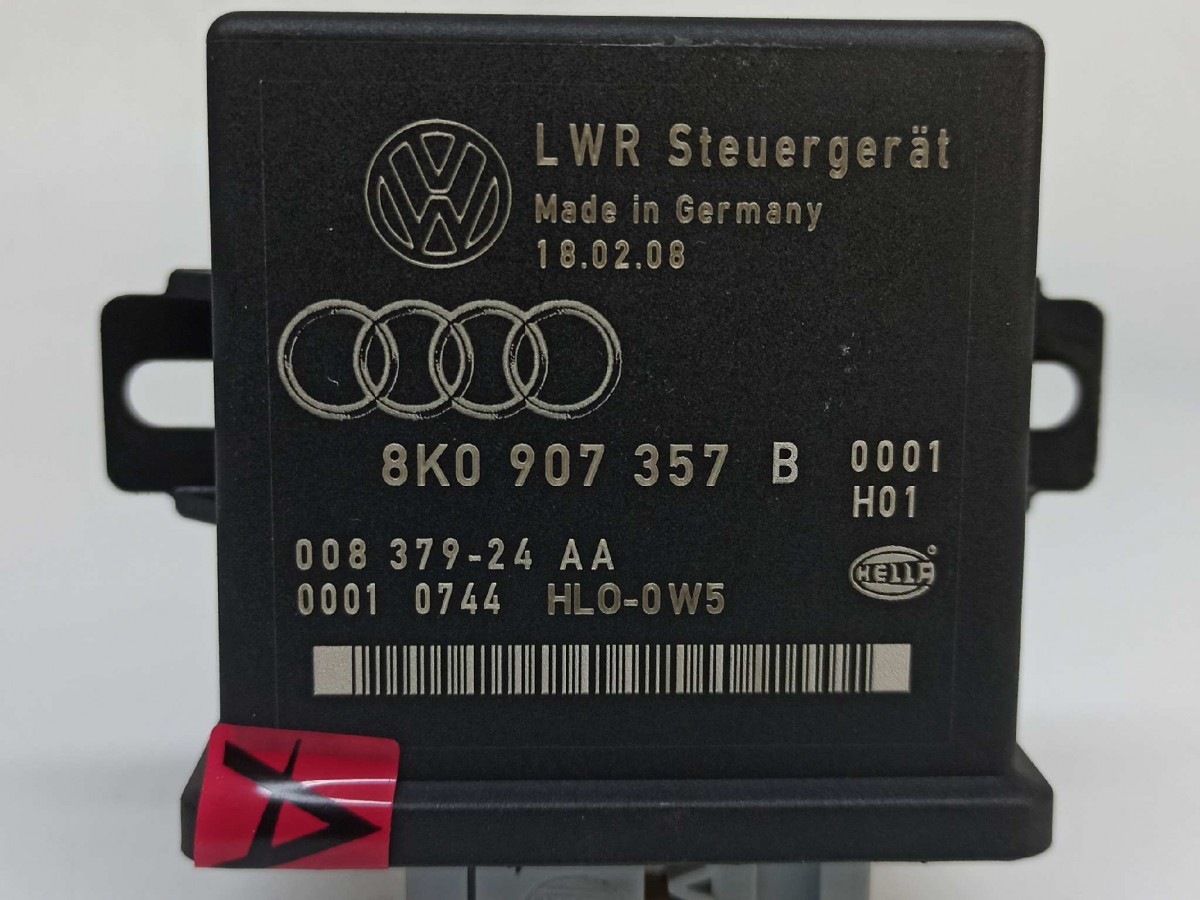 LWR Steuergerät
Made in Germany
18.02.08
8K0 907 357 B 0001
H01
008 379-24 AA
HELLA
0001 0744 HLO-0W5